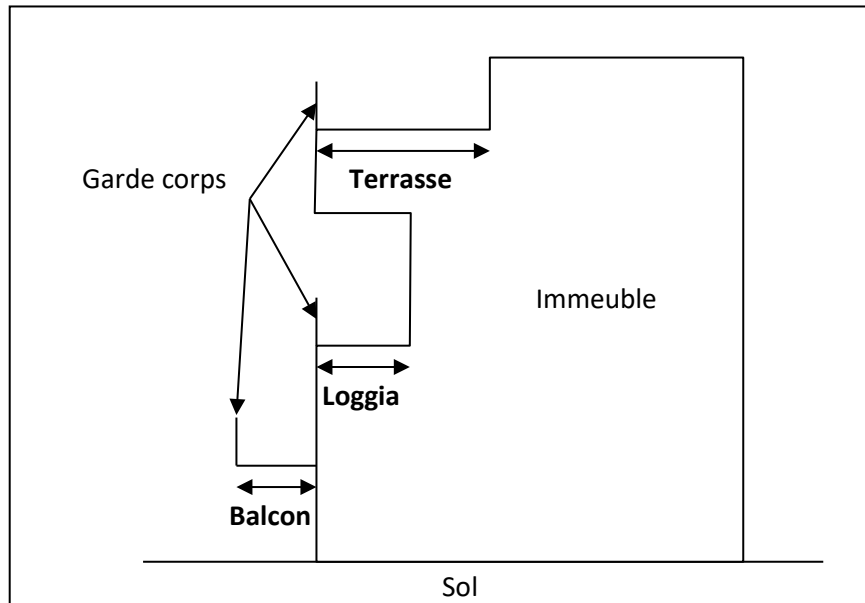 Garde corps
Terrasse
Immeuble
Loggia
Balcon
Sol